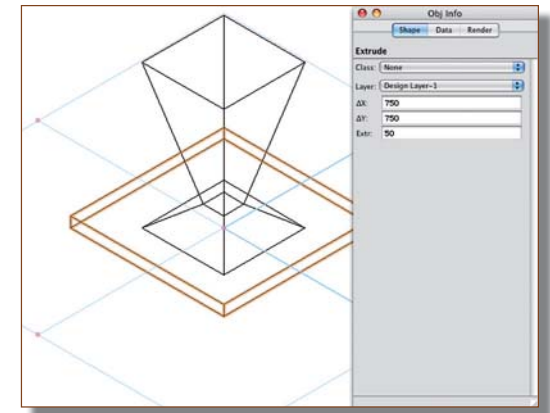 Obj Info
Shape Data Render
Extrude
Class: None
Layer: Design Layer-1
ΔX: 750
ΔY: 750
Extr: 50